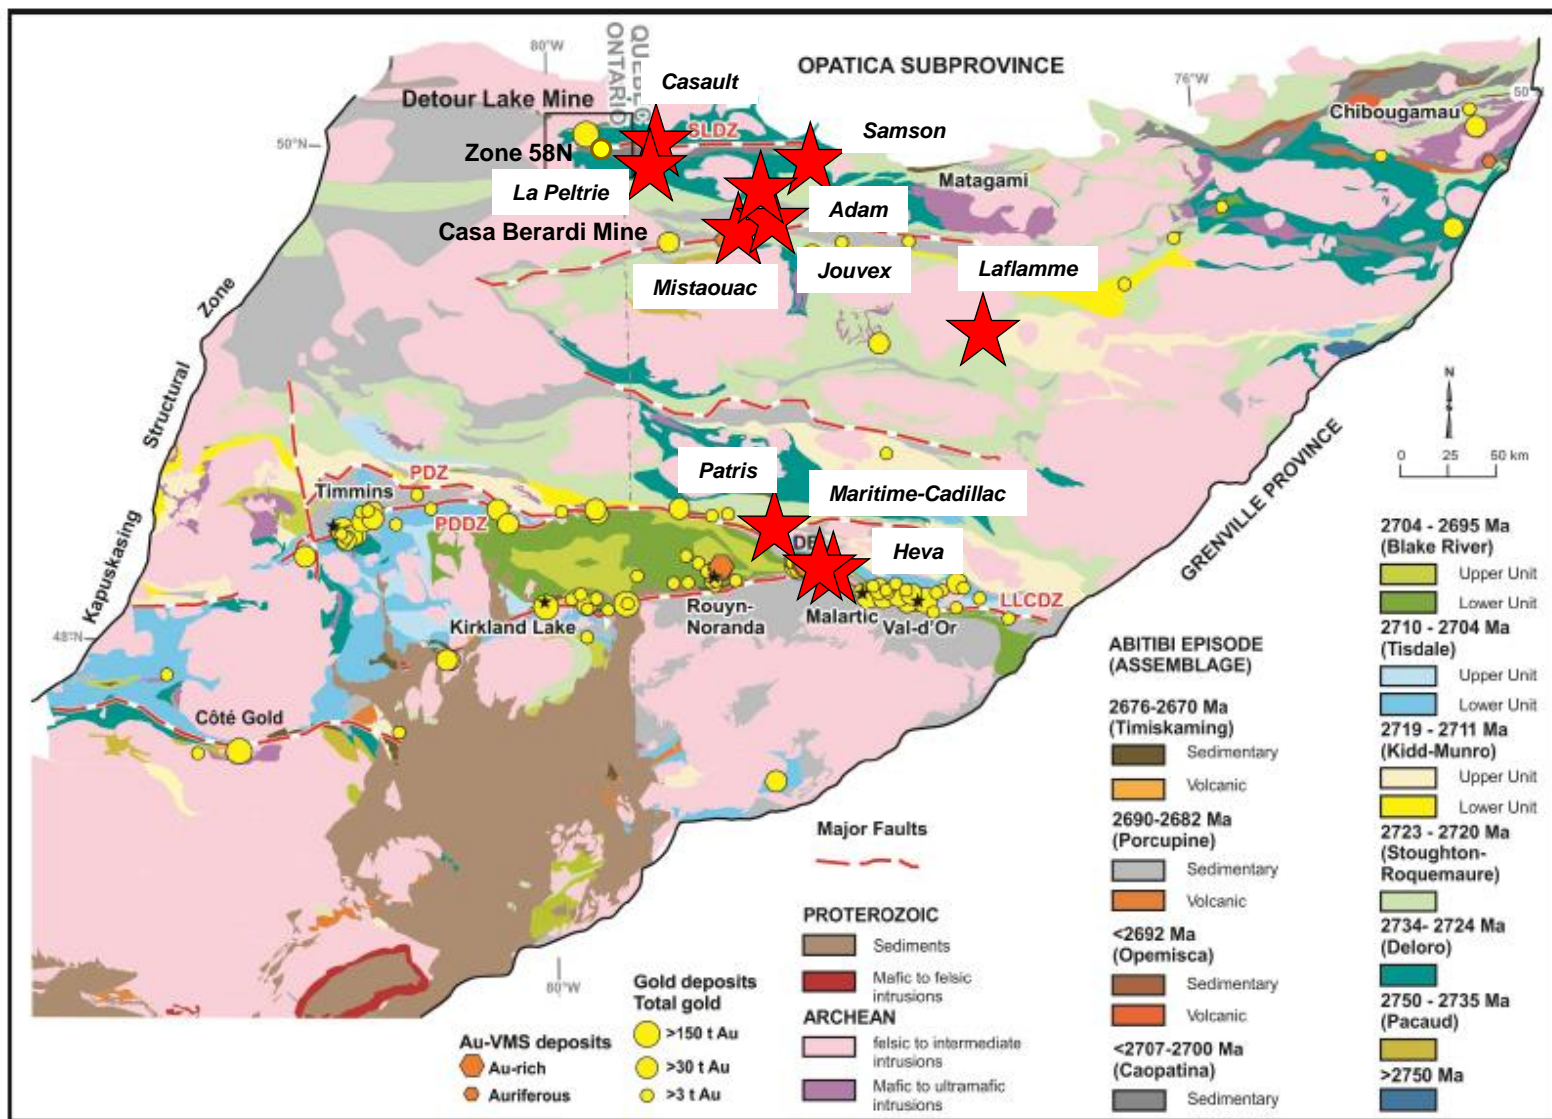 80°W
QUEBEC
ONTARIO
OPATICA SUBPROVINCE
76°W
50°N
Casault
Detour Lake Mine
SLDZ
Samson
Chibougamau
50°N
Zone 58N
La Peltrie
Matagami
Adam
Casa Berardi Mine
Jouvex
Laflamme
Mistaouac
Kapuskasing
Structural
Zone
N
0 25 50 km
GRENVILLE PROVINCE
Patris
Maritime-Cadillac
Heva
PDZ
Timmins
PDDZ
Rouyn-
Noranda
Malartic
Val-d'Or
LLCDZ
Kirkland Lake
48°N
Côté Gold
80°W
Major Faults
PROTEROZOIC
Sediments
Mafic to felsic
intrusions
ARCHEAN
felsic to intermediate
intrusions
Mafic to ultramafic
intrusions
Gold deposits
Total gold
>150 t Au
>30 t Au
>3 t Au
Au-VMS deposits
Au-rich
Auriferous
ABITIBI EPISODE
(ASSEMBLAGE)
2676-2670 Ma
(Timiskaming)
Sedimentary
Volcanic
2690-2682 Ma
(Porcupine)
Sedimentary
Volcanic
<2692 Ma
(Opemisca)
Sedimentary
Volcanic
<2707-2700 Ma
(Caopatina)
Sedimentary
2704 - 2695 Ma
(Blake River)
Upper Unit
Lower Unit
2710 - 2704 Ma
(Tisdale)
Upper Unit
Lower Unit
2719 - 2711 Ma
(Kidd-Munro)
Upper Unit
Lower Unit
2723 - 2720 Ma
(Stoughton-
Roquemaure)
2734- 2724 Ma
(Deloro)
2750 - 2735 Ma
(Pacaud)
>2750 Ma